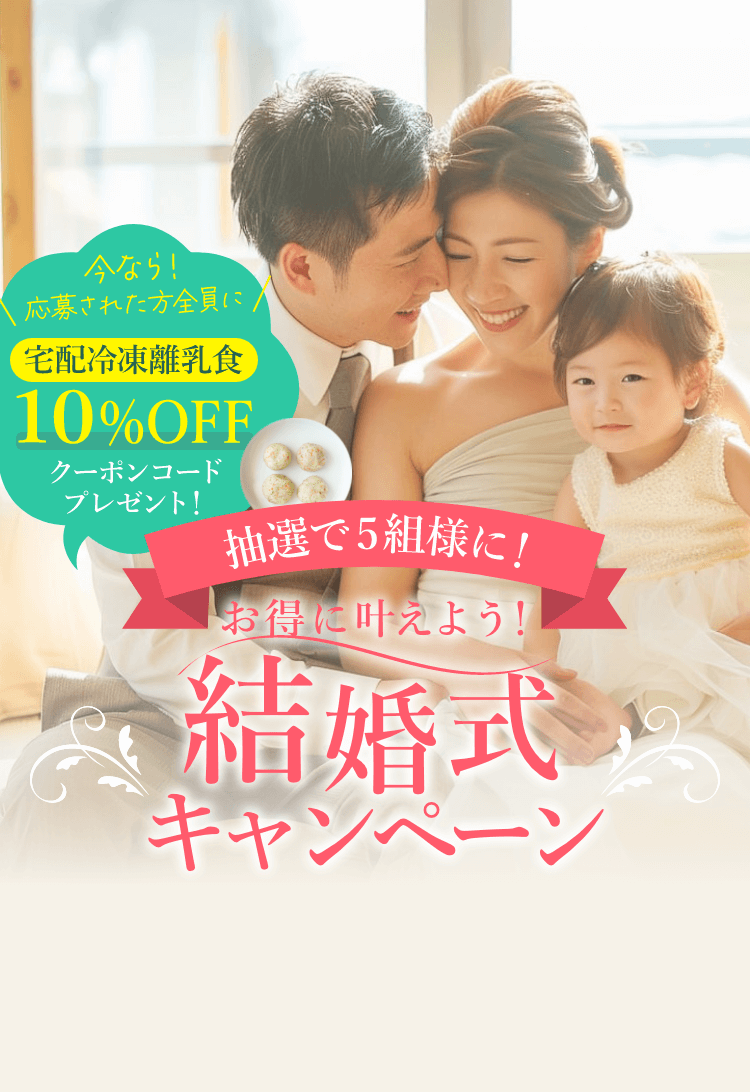 今なら!
応募された方全員に
宅配冷凍離乳食
10%OFF
クーポンコード
プレゼント!
抽選で5組様に!
お得に叶えよう!
結婚式
キャンペーン